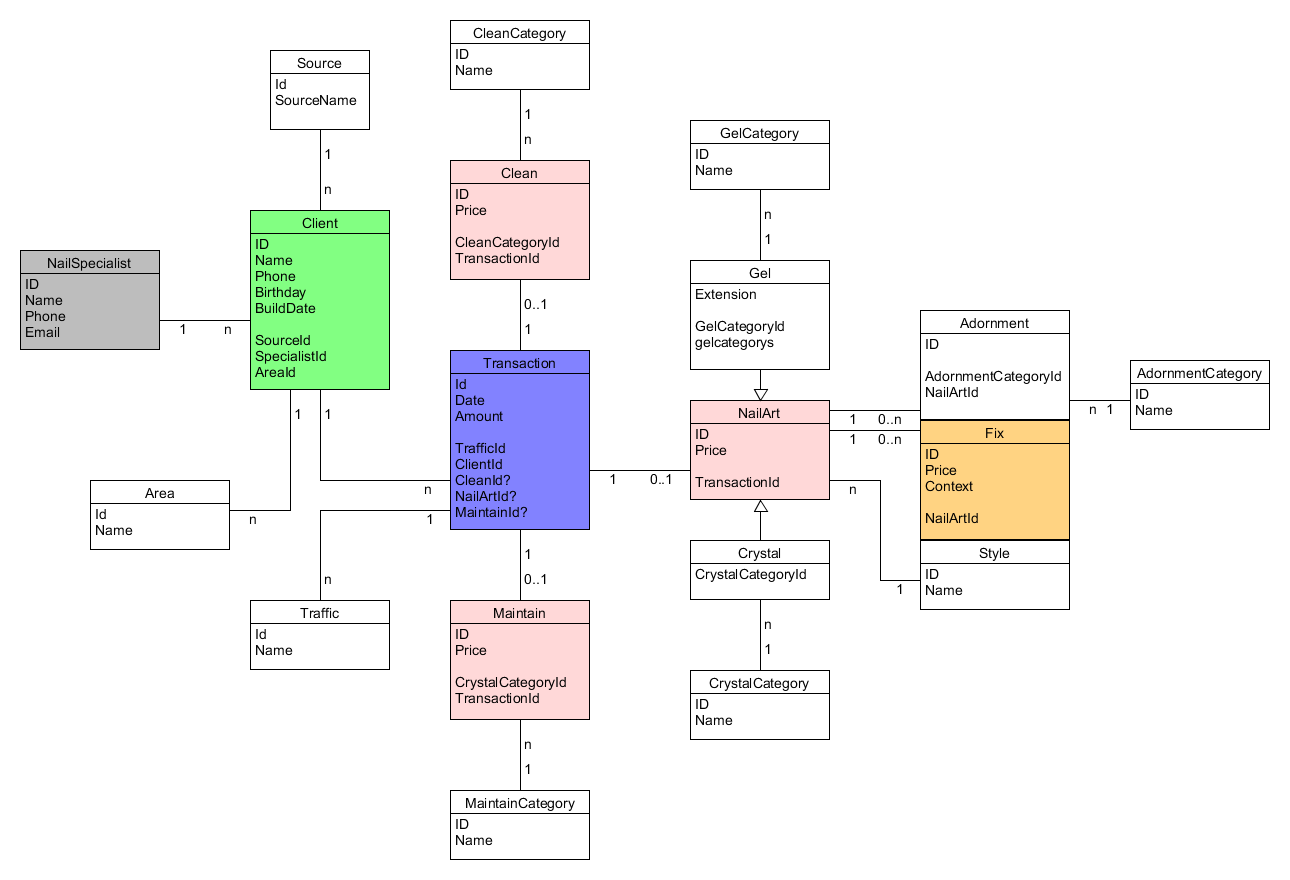 CleanCategory
ID
Name
Source
Id
SourceName
1
n
1
n
GelCategory
ID
Name
Clean
ID
Price
CleanCategoryId
TransactionId
Client
ID
Name
Phone
Birthday
BuildDate
SourceId
SpecialistId
AreaId
NailSpecialist
ID
Name
Phone
Email
1
n
n
1
Gel
Extension
GelCategoryId
gelcategorys
0..1
1
Adornment
ID
AdornmentCategoryId
NailArtId
AdornmentCategory
ID
Name
n
1
Transaction
Id
Date
Amount
TrafficId
ClientId
CleanId?
NailArtId?
MaintainId?
NailArt
ID
Price
TransactionId
1
0..n
1
0..n
Fix
ID
Price
Context
NailArtId
1
1
n
n
1
1
0..1
n
Area
Id
Name
n
1
0..1
Crystal
CrystalCategoryId
Style
ID
Name
1
n
Traffic
Id
Name
Maintain
ID
Price
CrystalCategoryId
TransactionId
n
1
CrystalCategory
ID
Name
n
1
MaintainCategory
ID
Name